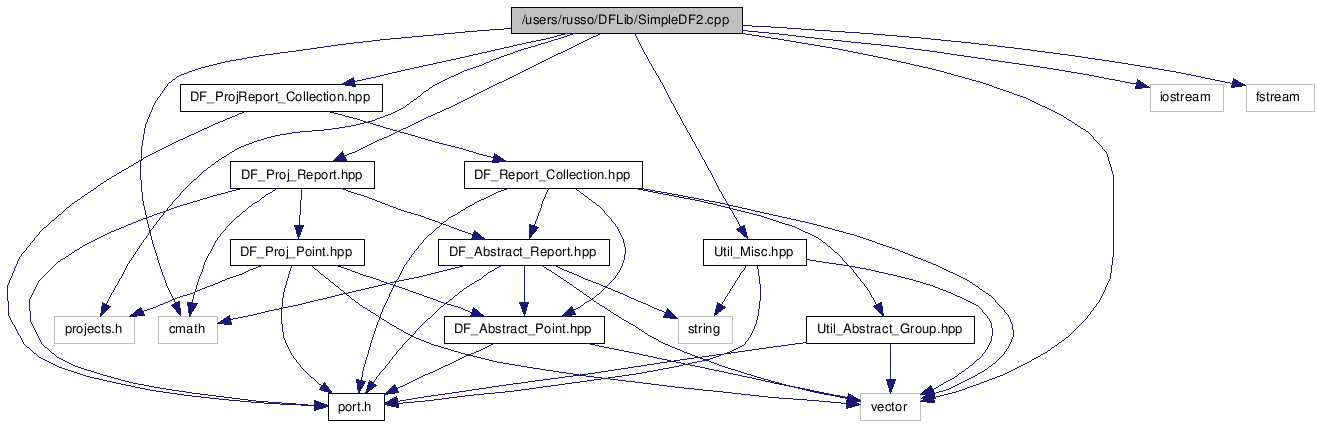 /users/russo/DFLib/SimpleDF2.cpp
DF_ProjReport_Collection.hpp
iostream
fstream
DF_Proj_Report.hpp
DF_Report_Collection.hpp
DF_Proj_Point.hpp
DF_Abstract_Report.hpp
Util_Misc.hpp
projects.h
cmath
DF_Abstract_Point.hpp
string
Util_Abstract_Group.hpp
port.h
vector